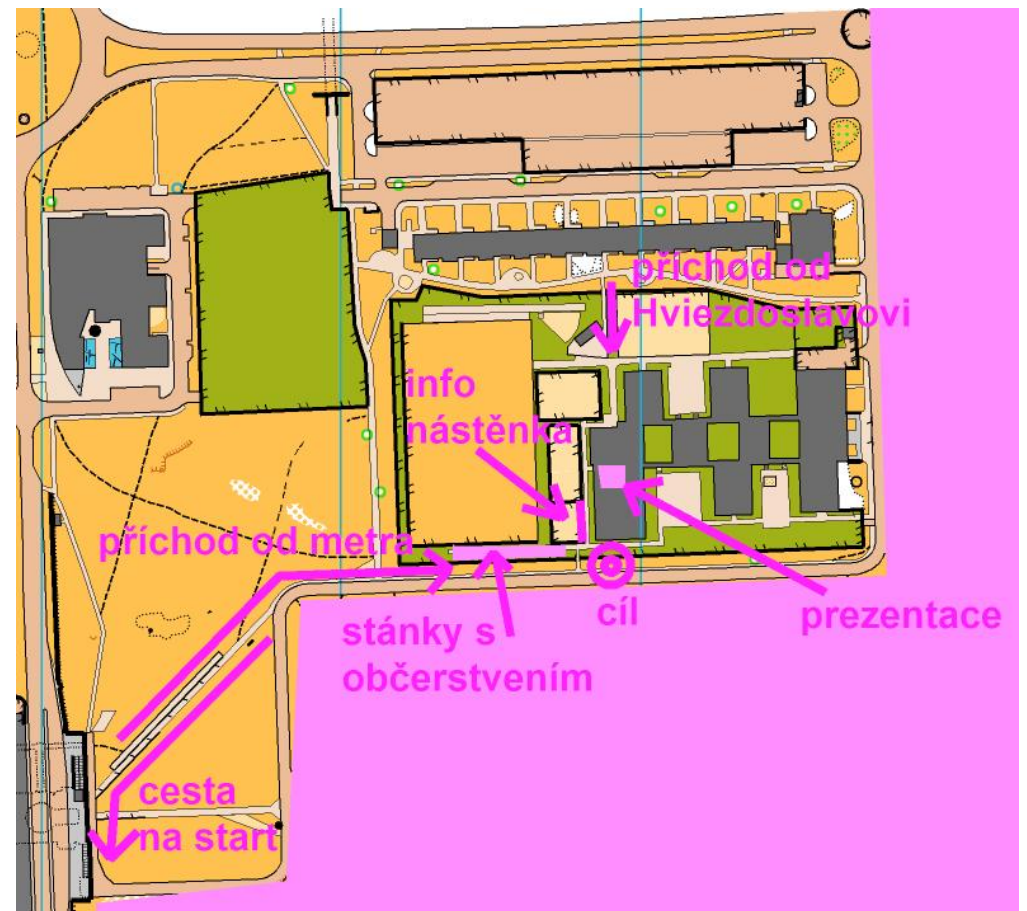 příchod od
Hviezdoslavovi
info
nástěnka
příchod od metra
stánky s
občerstvením
cíl
prezentace
cesta
na start